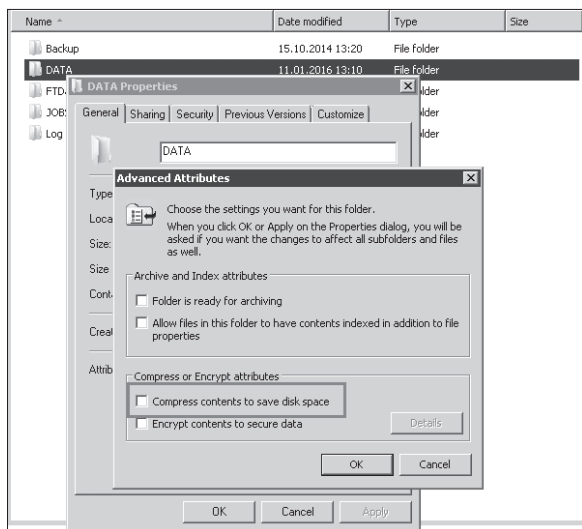 Name Date modified Type Size
Backup 15.10.2014 13:20 File folder
DATA 11.01.2016 13:10 File folder
DATA Properties
General Sharing Security Previous Versions Customize
DATA
Advanced Attributes
Choose the settings you want for this folder.
When you click OK or Apply on the Properties dialog, you will be
asked if you want the changes to affect all subfolders and files
as well.
Archive and Index attributes
Folder is ready for archiving
Allow files in this folder to have contents indexed in addition to file
properties
Compress or Encrypt attributes
Compress contents to save disk space
Encrypt contents to secure data
Details
OK Cancel
Log
Type
Size:
Size
OK Cancel Apply